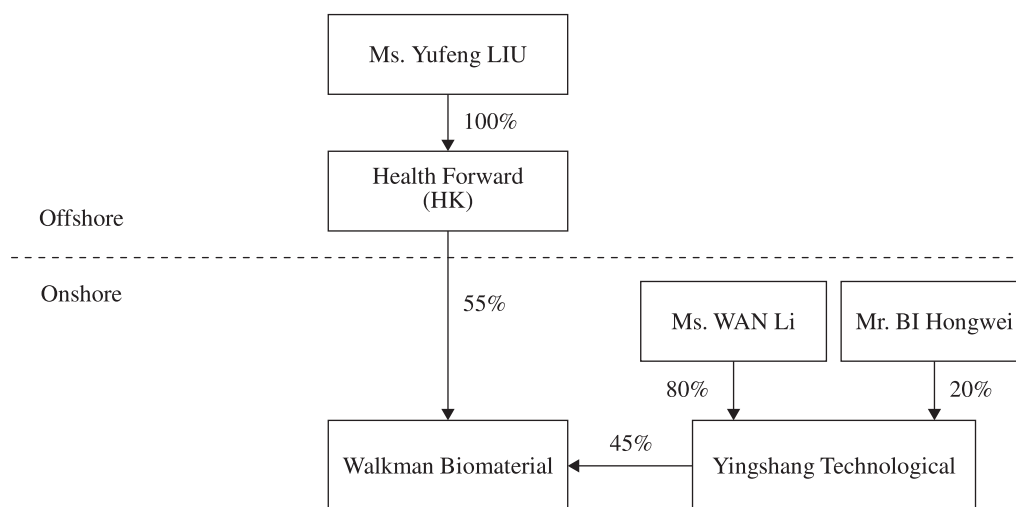 Ms. Yufeng LIU
100%
Health Forward
(HK)
Offshore
Onshore
55%
Ms. WAN Li
Mr. BI Hongwei
80%
20%
Walkman Biomaterial
45%
Yingshang Technological